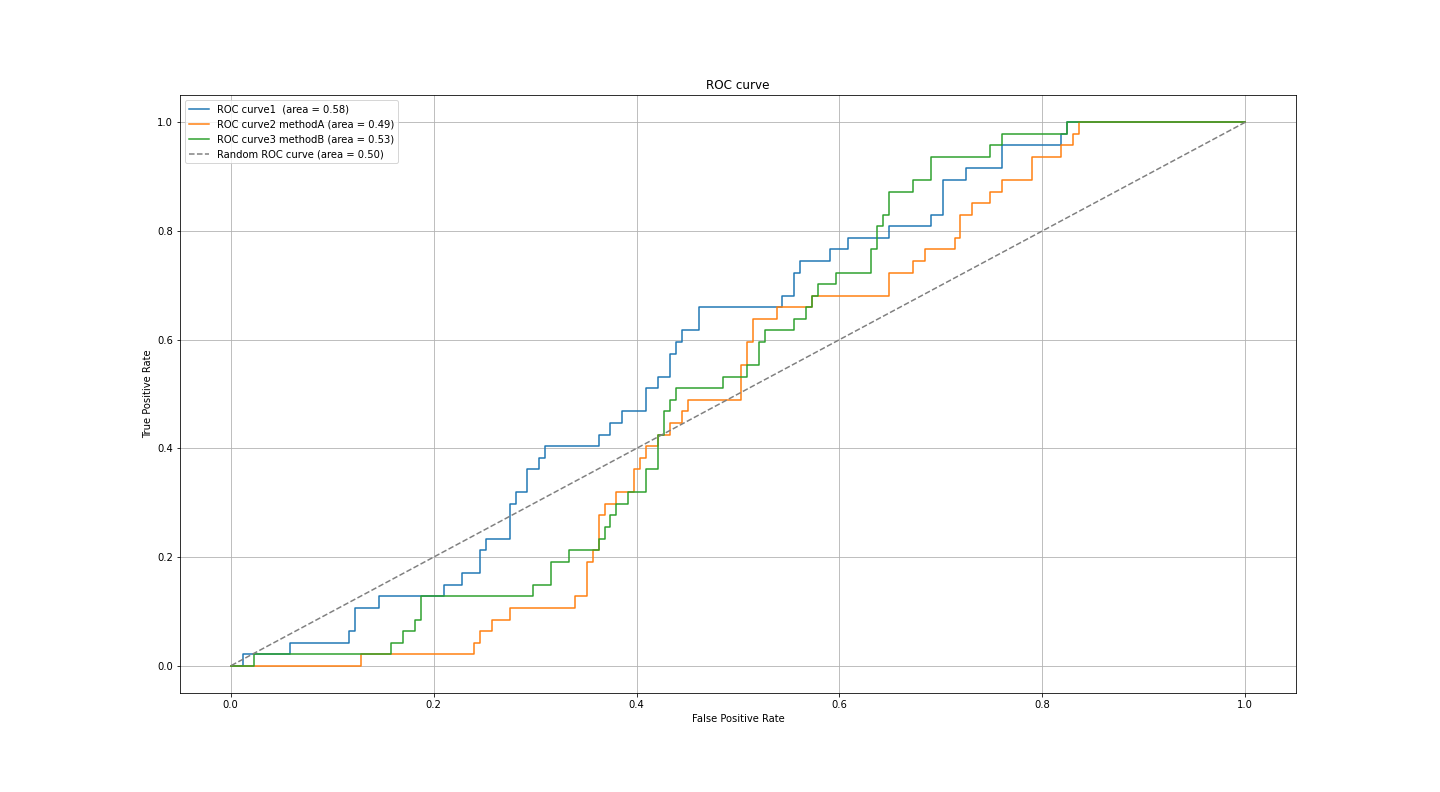 ROC curve
ROC curve1  (area = 0.58)
ROC curve2 methodA (area = 0.49)
ROC curve3 methodB (area = 0.53)
Random ROC curve (area = 0.50)
1.0
0.8
0.6
0.4
0.2
0.0
True Positive Rate
0.0 0.2 0.4 0.6 0.8 1.0
False Positive Rate